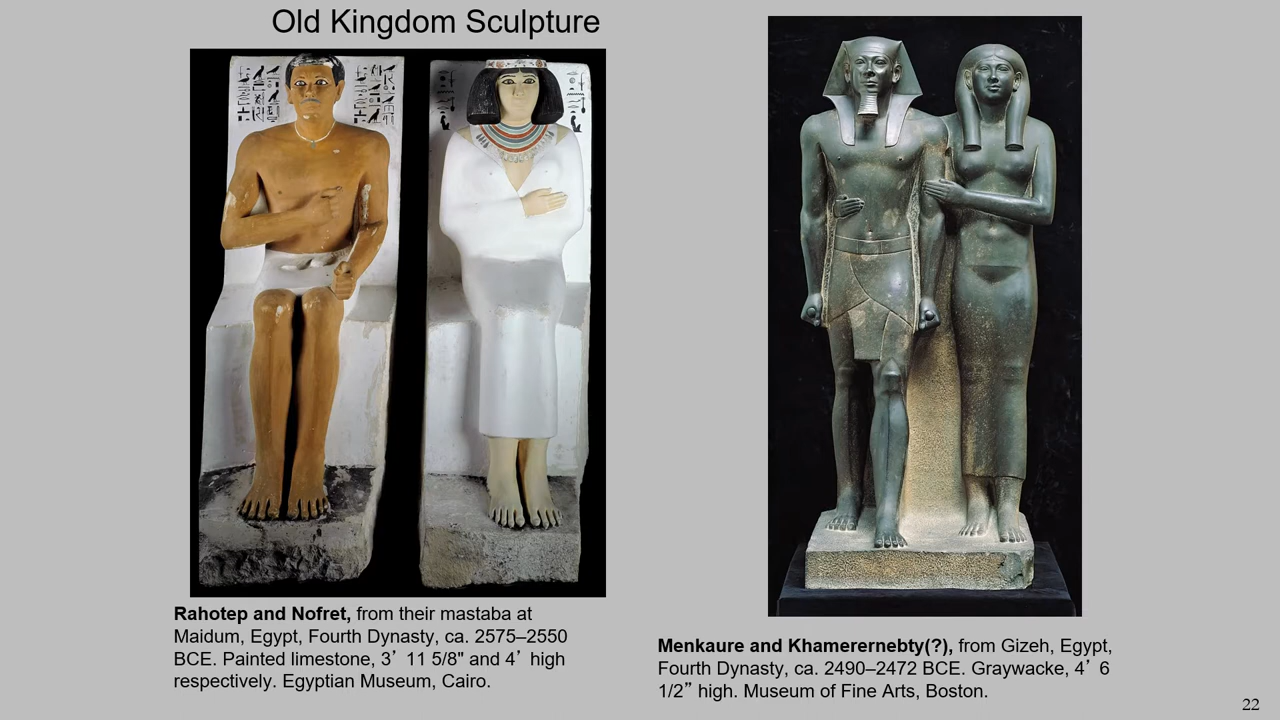 Old Kingdom Sculpture
Rahotep and Nofret, from their mastaba at
Maidum, Egypt, Fourth Dynasty, ca. 2575–2550
BCE. Painted limestone, 3’ 11 5/8" and 4’ high
respectively. Egyptian Museum, Cairo.
Menkaure and Khamerernebty(?), from Gizeh, Egypt,
Fourth Dynasty, ca. 2490–2472 BCE. Graywacke, 4’ 6
1/2” high. Museum of Fine Arts, Boston.
22